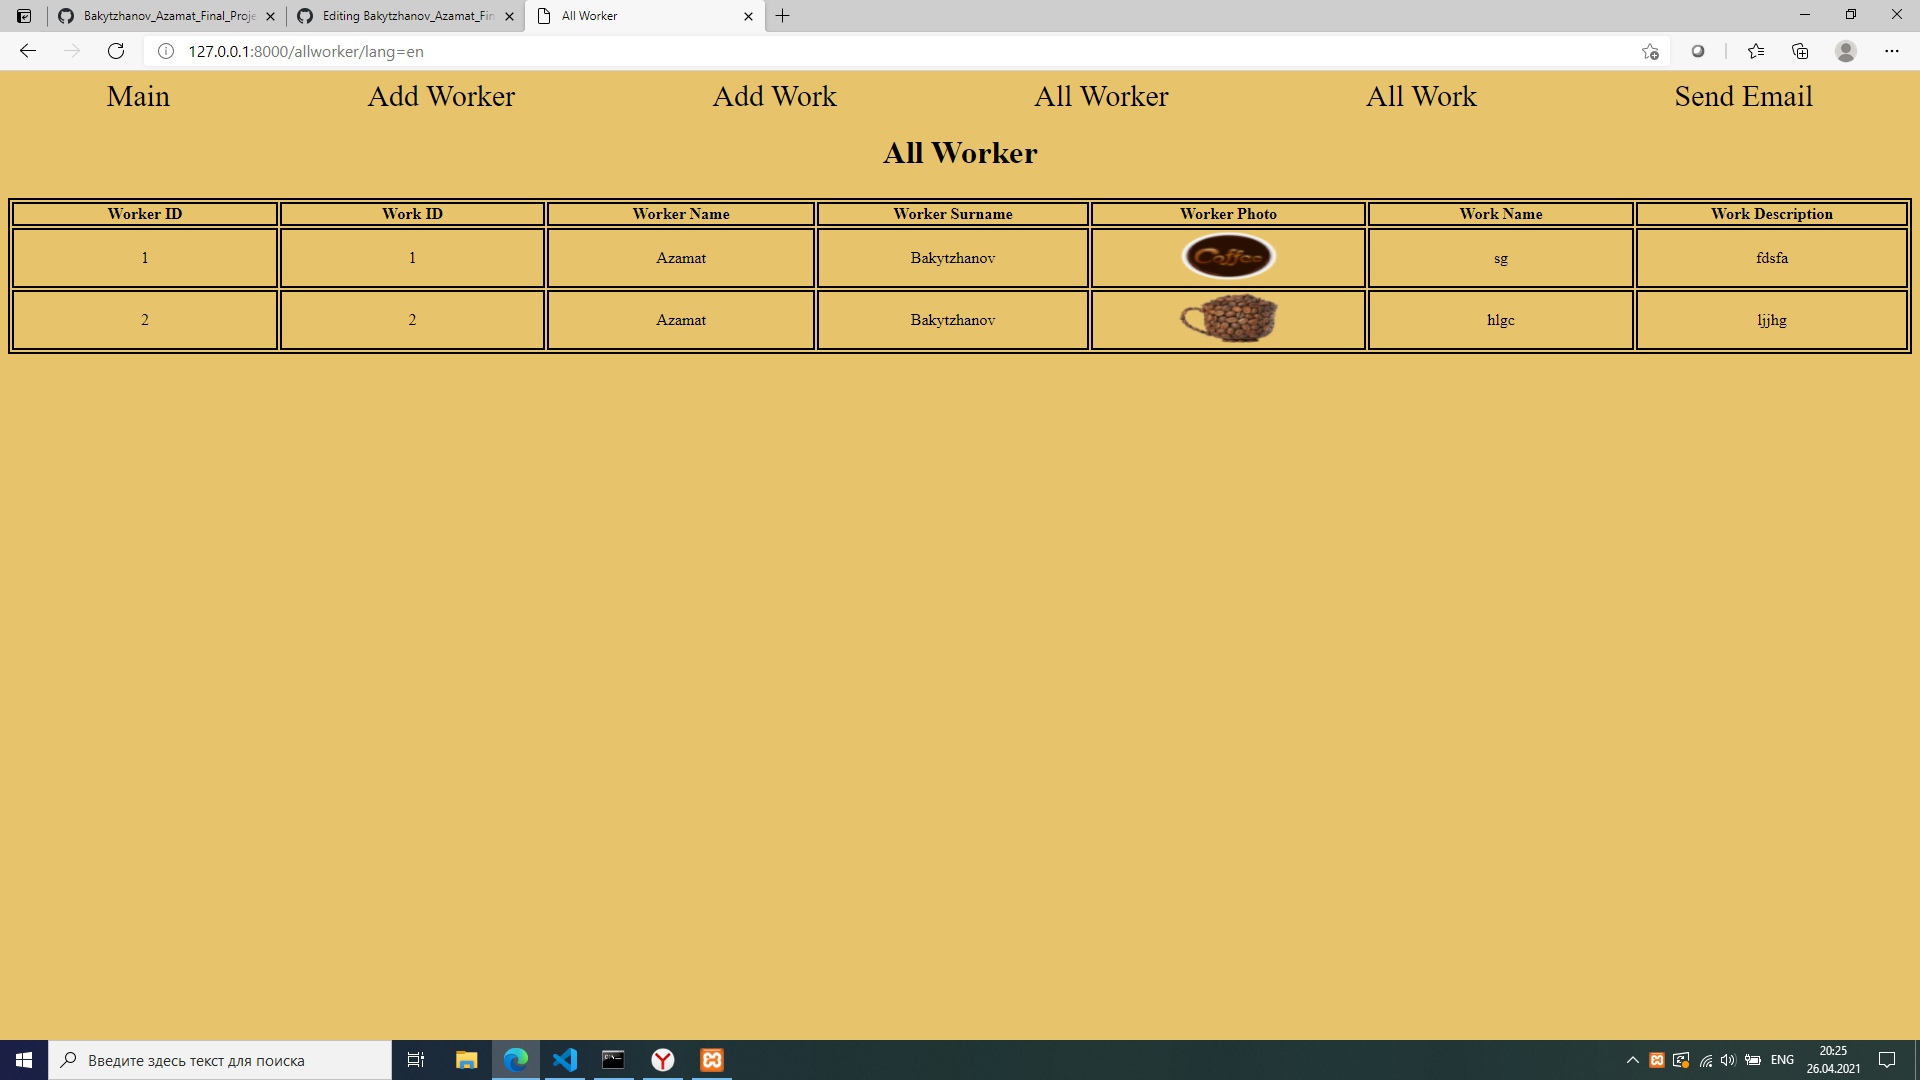 Bakytzhanov_Azamat_Final_Proje
Editing Bakytzhanov_Azamat_Fin
All Worker
127.0.0.1:8000/allworker/lang=en
Main Add Worker Add Work All Worker All Work Send Email
All Worker
Worker ID Work ID Worker Name Worker Surname Worker Photo Work Name Work Description
1 1 Azamat Bakytzhanov Coffee sg fdsfa
2 2 Azamat Bakytzhanov hlgc ljjhg
Введите здесь текст для поиска
ENG
20:25
26.04.2021